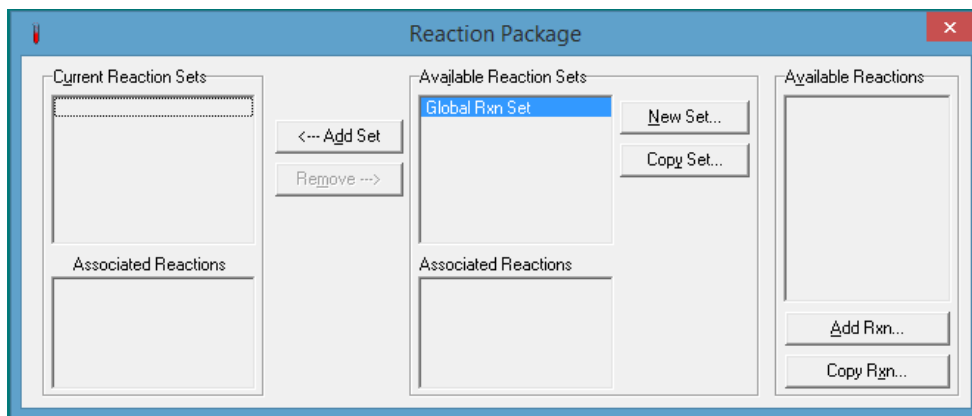 Reaction Package
Current Reaction Sets
<--- Add Set
Remove --->
Associated Reactions
Available Reaction Sets
Global Rxn Set
New Set...
Copy Set...
Associated Reactions
Available Reactions
Add Rxn...
Copy Rxn...